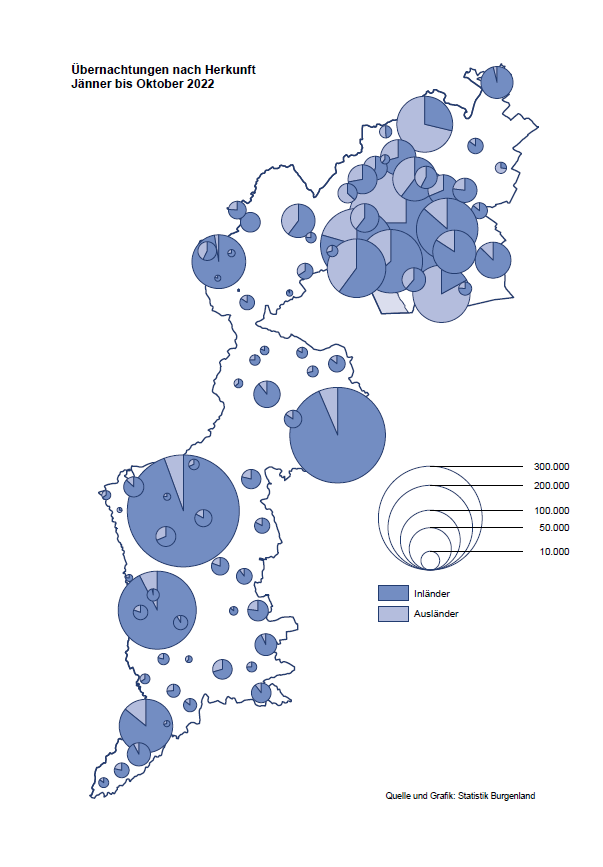 Übernachtungen nach Herkunft
Jänner bis Oktober 2022
300.000
200.000
100.000
50.000
10.000
Inländer
Ausländer
Quelle und Grafik: Statistik Burgenland